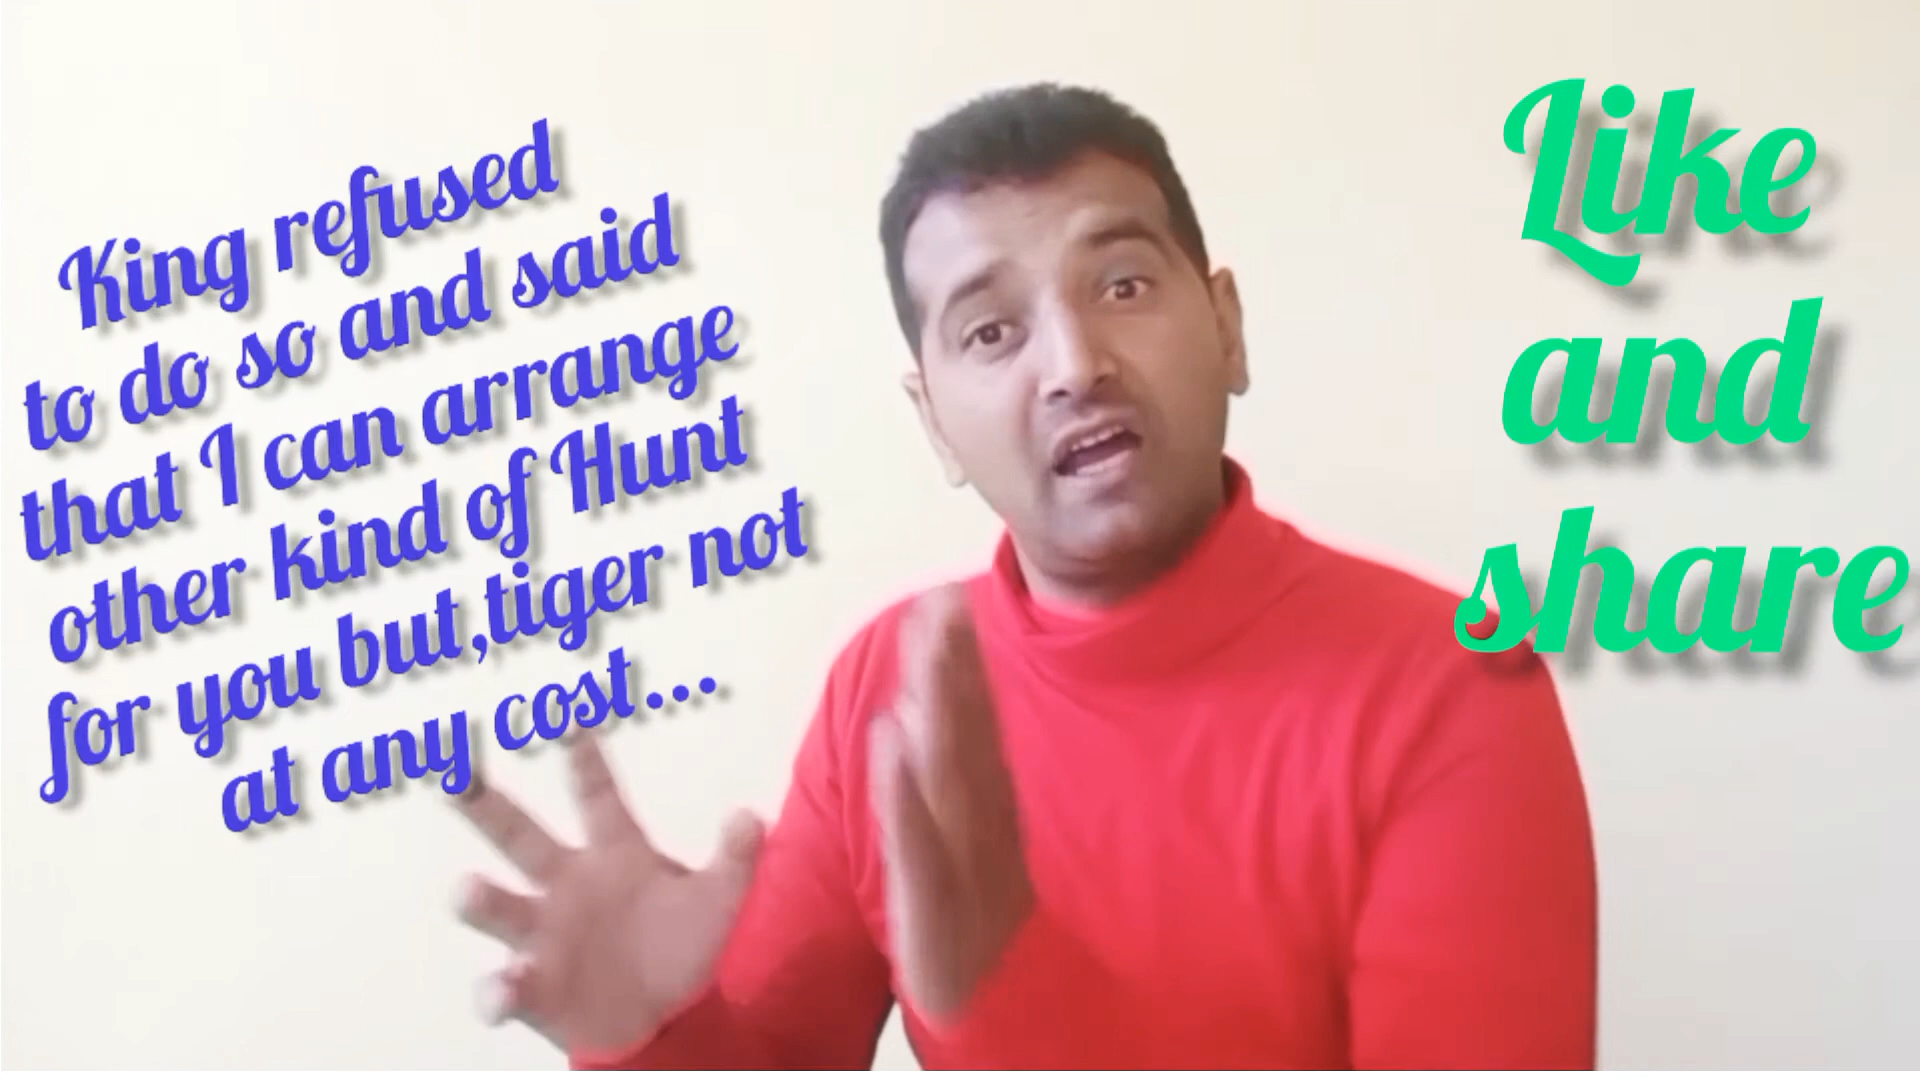 King refused
to do so and said
that I can arrange
other kind of Hunt
for you but,tiger not
at any cost...
Like
and
share